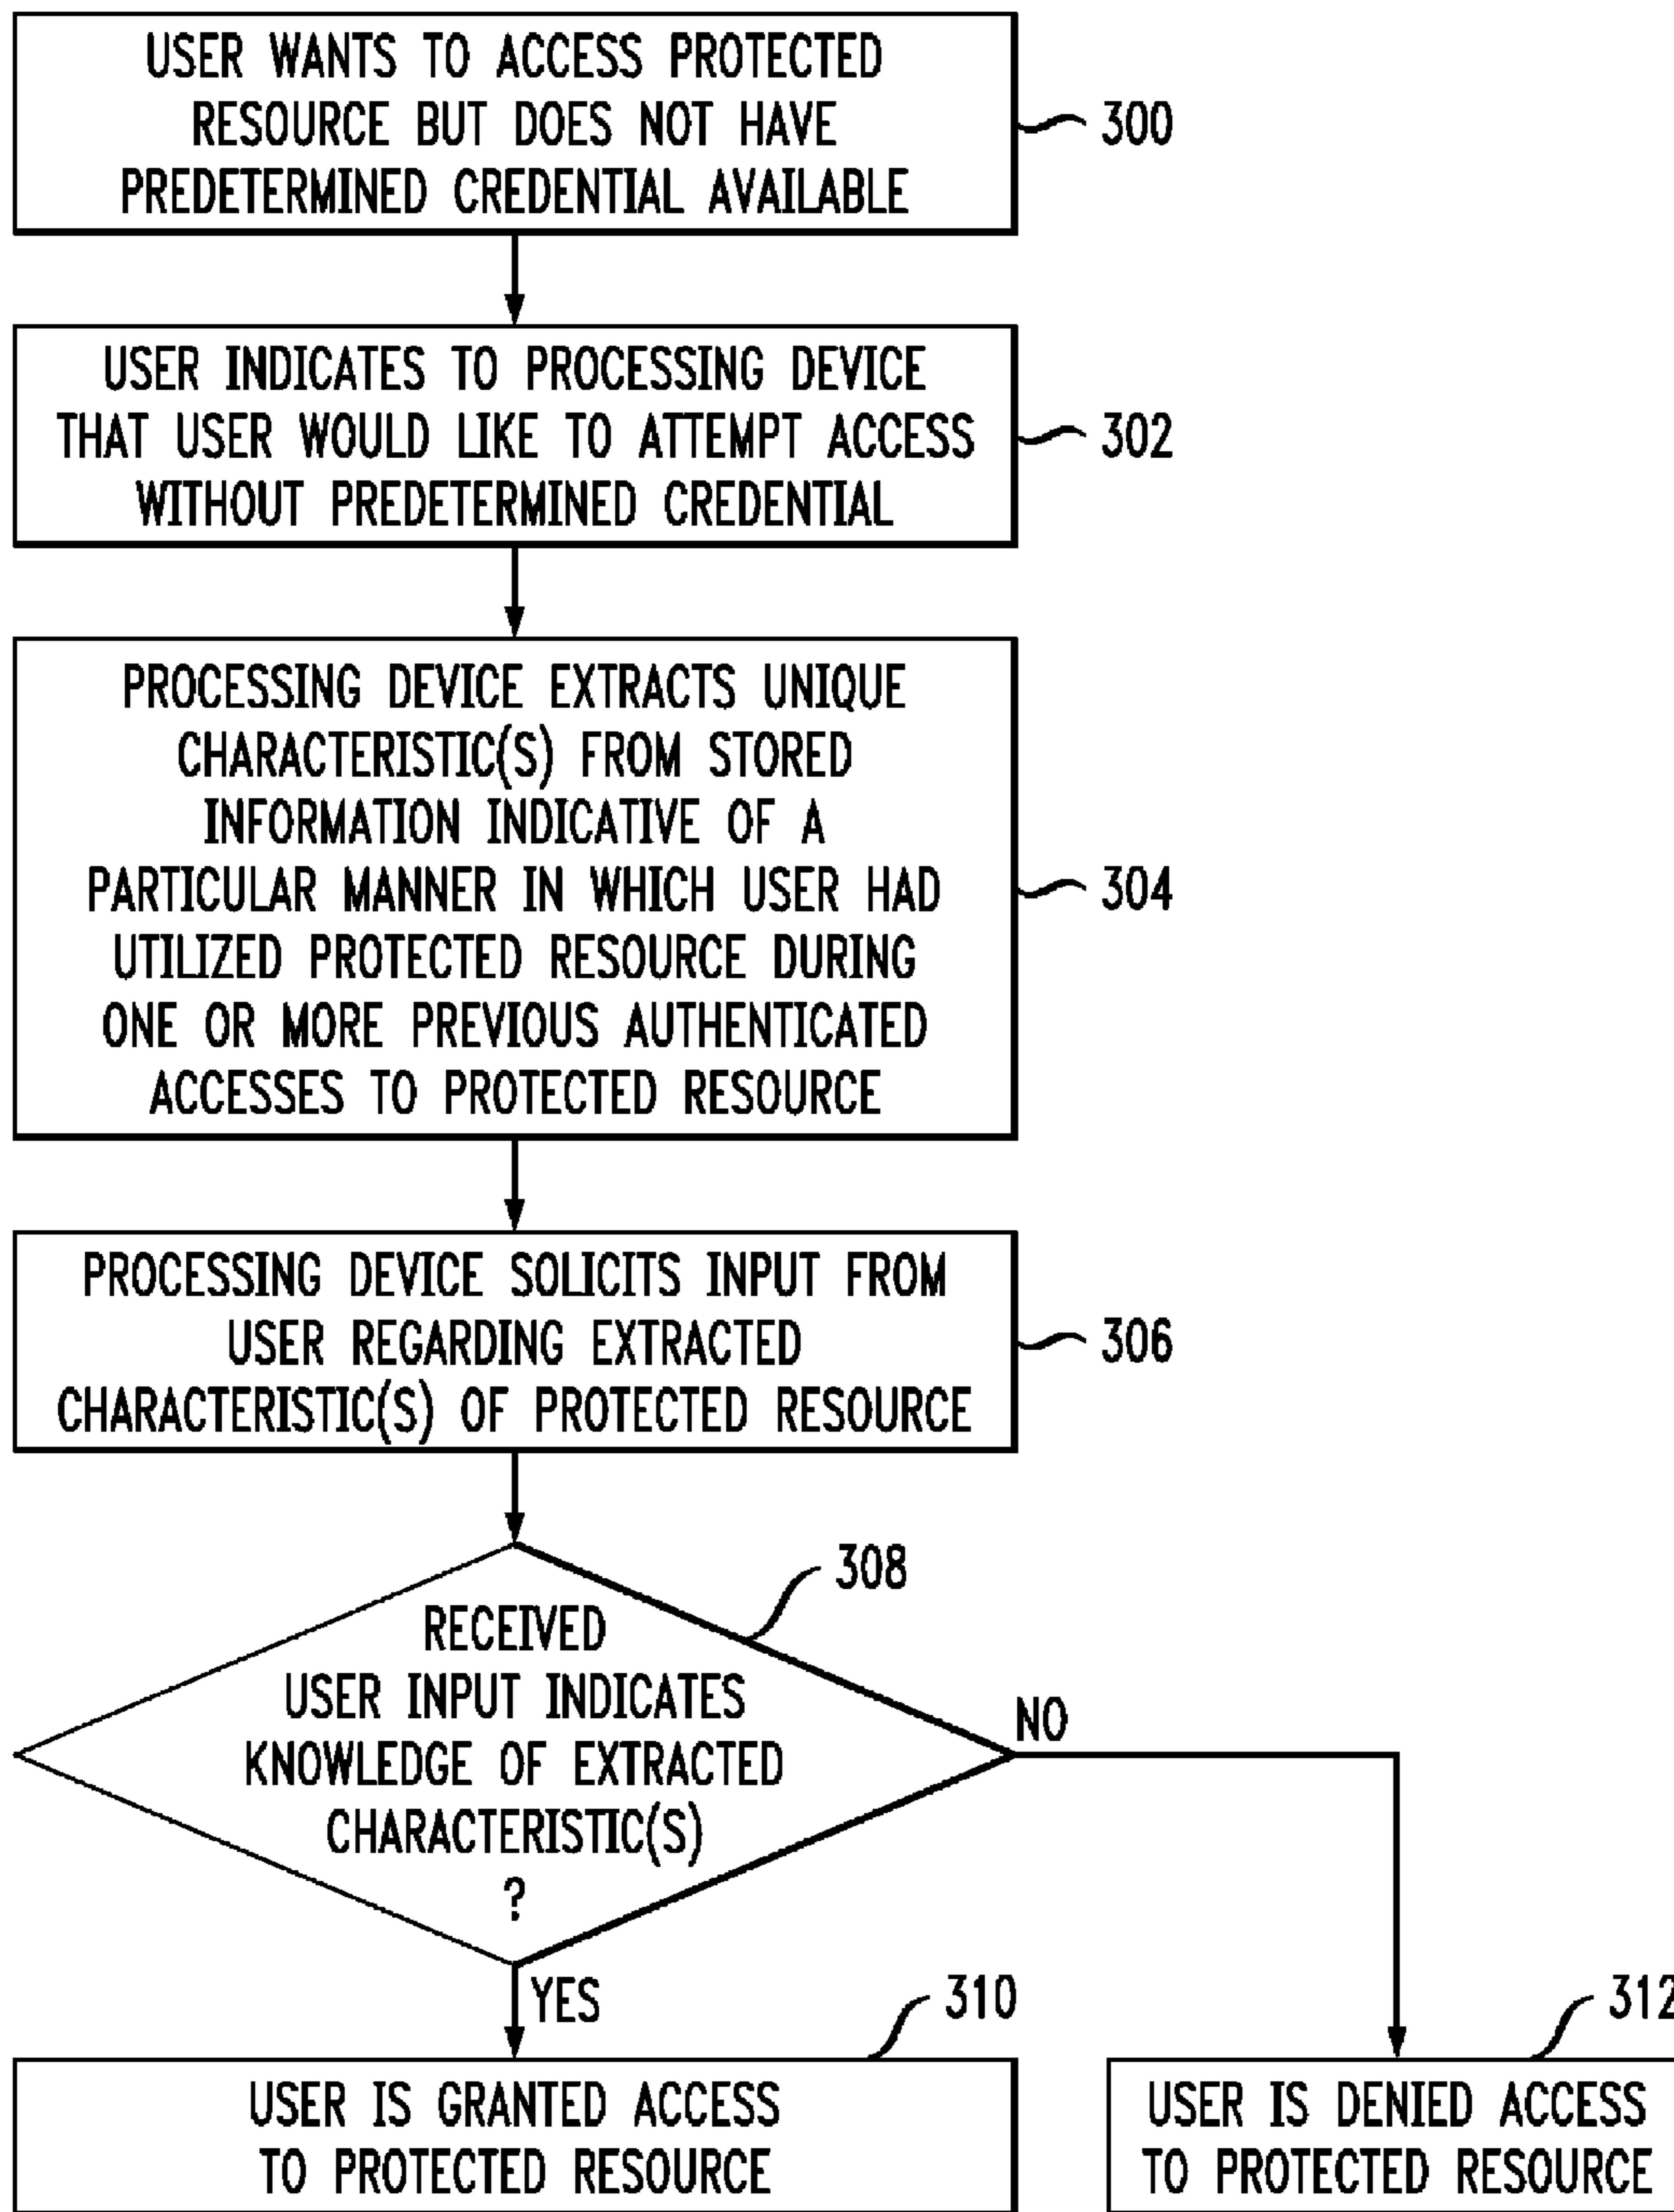 USER WANTS TO ACCESS PROTECTED
RESOURCE BUT DOES NOT HAVE
PREDETERMINED CREDENTIAL AVAILABLE
300
USER INDICATES TO PROCESSING DEVICE
THAT USER WOULD LIKE TO ATTEMPT ACCESS
WITHOUT PREDETERMINED CREDENTIAL
302
PROCESSING DEVICE EXTRACTS UNIQUE
CHARACTERISTIC(S) FROM STORED
INFORMATION INDICATIVE OF A
PARTICULAR MANNER IN WHICH USER HAD
UTILIZED PROTECTED RESOURCE DURING
ONE OR MORE PREVIOUS AUTHENTICATED
ACCESSES TO PROTECTED RESOURCE
304
PROCESSING DEVICE SOLICITS INPUT FROM
USER REGARDING EXTRACTED
CHARACTERISTIC(S) OF PROTECTED RESOURCE
306
308
RECEIVED
USER INPUT INDICATES
KNOWLEDGE OF EXTRACTED
CHARACTERISTIC(S)
?
NO
YES
310
USER IS GRANTED ACCESS
TO PROTECTED RESOURCE
312
USER IS DENIED ACCESS
TO PROTECTED RESOURCE